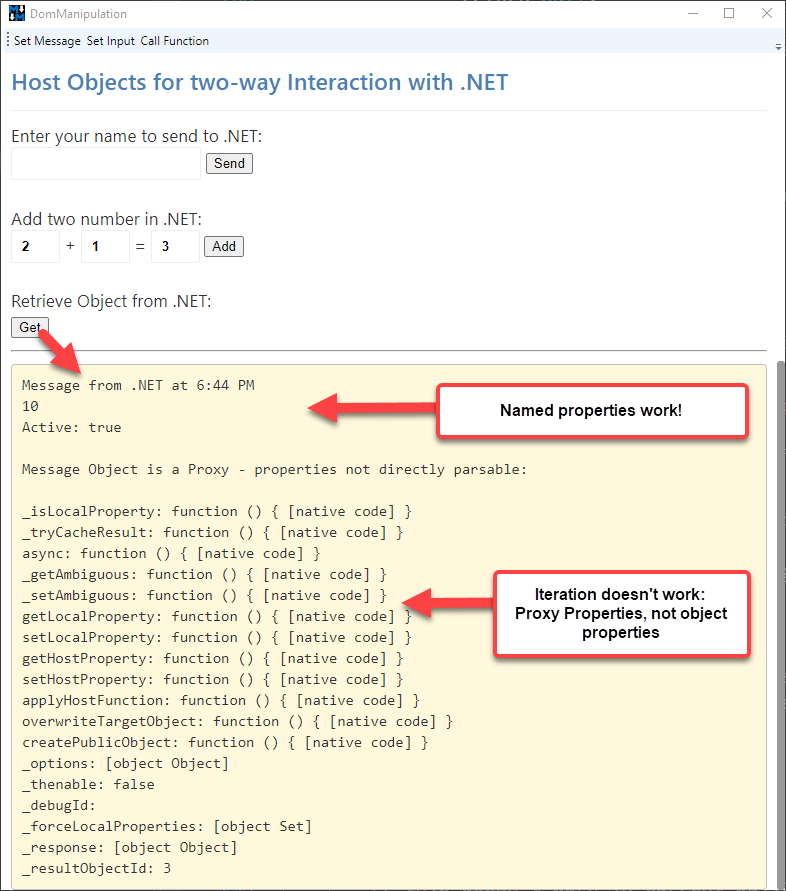 DomManipulation
Set Message Set Input Call Function
Host Objects for two-way Interaction with .NET
Enter your name to send to .NET:
Send
Add two number in .NET:
2 + 1 = 3 Add
Retrieve Object from .NET:
Get
Message from .NET at 6:44 PM
10
Active: true
Named properties work!
Message Object is a Proxy - properties not directly parsable:
_isLocalProperty: function () { [native code] }
_tryCacheResult: function () { [native code] }
async: function () { [native code] }
_getAmbiguous: function () { [native code] }
_setAmbiguous: function () { [native code] }
getLocalProperty: function () { [native code] }
setLocalProperty: function () { [native code] }
getHostProperty: function () { [native code] }
setHostProperty: function () { [native code] }
applyHostFunction: function () { [native code] }
overwriteTargetObject: function () { [native code] }
createPublicObject: function () { [native code] }
_options: [object Object]
_thenable: false
_debugId:
_forceLocalProperties: [object Set]
_response: [object Object]
_resultObjectId: 3
Iteration doesn't work:
Proxy Properties, not object
properties